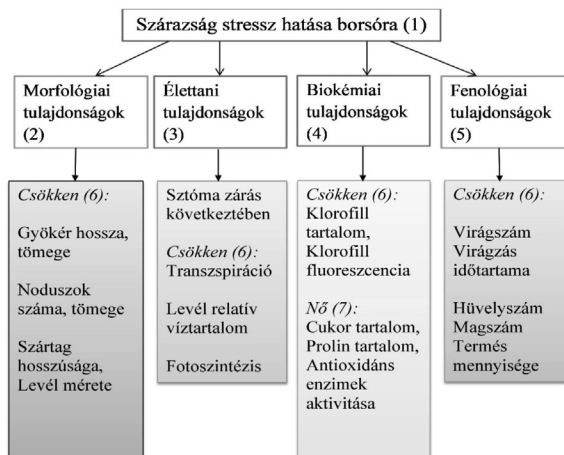 Szárazság stressz hatása borsóra (1)
Morfológiai
tulajdonságok
(2)
Csökken (6):
Gyökér hossza,
tömege
Noduszok
száma, tömege
Szártag
hosszúsága,
Levél mérete
Élettani
tulajdonságok
(3)
Sztóma zárás
következtében
Csökken (6):
Transzspiráció
Levél relatív
víztartalom
Fotoszintézis
Biokémiai
tulajdonságok
(4)
Csökken (6):
Klorofill
tartalom,
Klorofill
fluoreszcencia
Nő (7):
Cukor tartalom,
Prolin tartalom,
Antioxidáns
enzimek
aktivitása
Fenológiai
tulajdonságok
(5)
Csökken (6):
Virágszám
Virágzás
időtartama
Hüvelyszám
Magszám
Termés
mennyisége